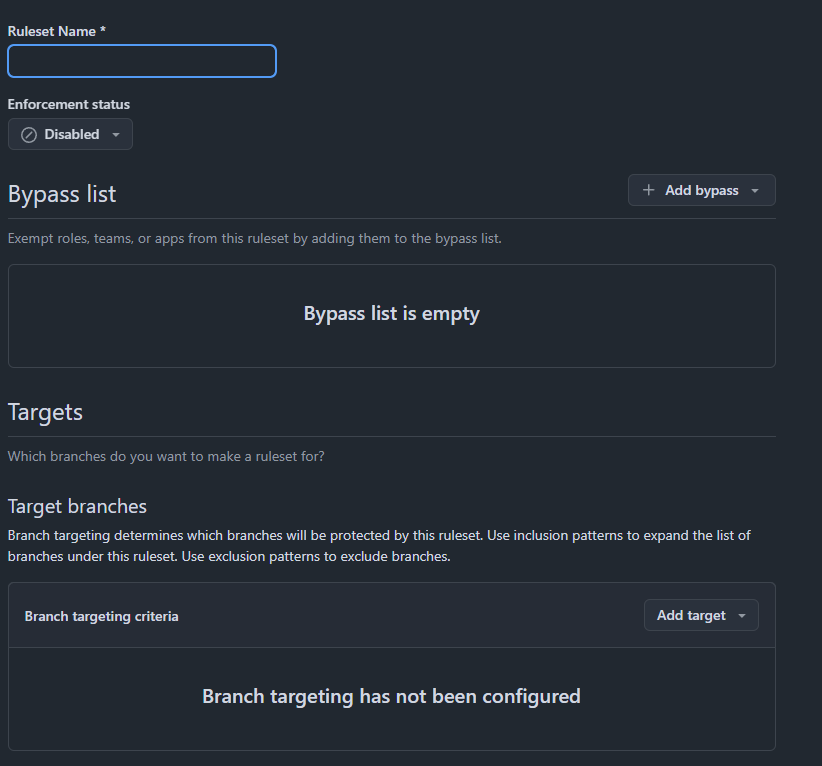 Ruleset Name *
Enforcement status
Disabled
Bypass list
Add bypass
Exempt roles, teams, or apps from this ruleset by adding them to the bypass list.
Bypass list is empty
Targets
Which branches do you want to make a ruleset for?
Target branches
Branch targeting determines which branches will be protected by this ruleset. Use inclusion patterns to expand the list of
branches under this ruleset. Use exclusion patterns to exclude branches.
Branch targeting criteria
Add target
Branch targeting has not been configured